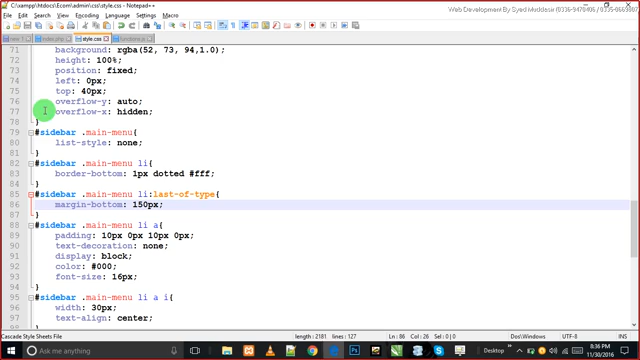 C:\xampp\htdocs\Ecom\admin\css\style.css - Notepad++
Web Development By Syed Mozddom
File Edit Search View Encoding Language Settings Macro
new 1 index.php style.css functions.js
71 background: rgba(52, 73, 94,1.0);
72 height: 100%;
73 position: fixed;
74 left: 0px;
75 top: 40px;
76 overflow-y: auto;
77 overflow-x: hidden;
78 }
79 #sidebar .main-menu{
80 list-style: none;
81 }
82 #sidebar .main-menu li{
83 border-bottom: 1px dotted #fff;
84 }
85 #sidebar .main-menu li:last-of-type{
86 margin-bottom: 150px;
87 }
88 #sidebar .main-menu li a{
89 padding: 10px 0px 10px 0px;
90 text-decoration: none;
91 display: block;
92 color: #000;
93 font-size: 16px;
94 }
95 #sidebar .main-menu li a i{
96 width: 30px;
97 text-align: center;
98 }
Cascade Style Sheets File length : 2181 lines : 127 Ln : 86 Col : 26 Sel : 0 | 0 Dos\Windows UTF-8 INS
Ask me anything
Desktop
8:36 PM
11/30/2016